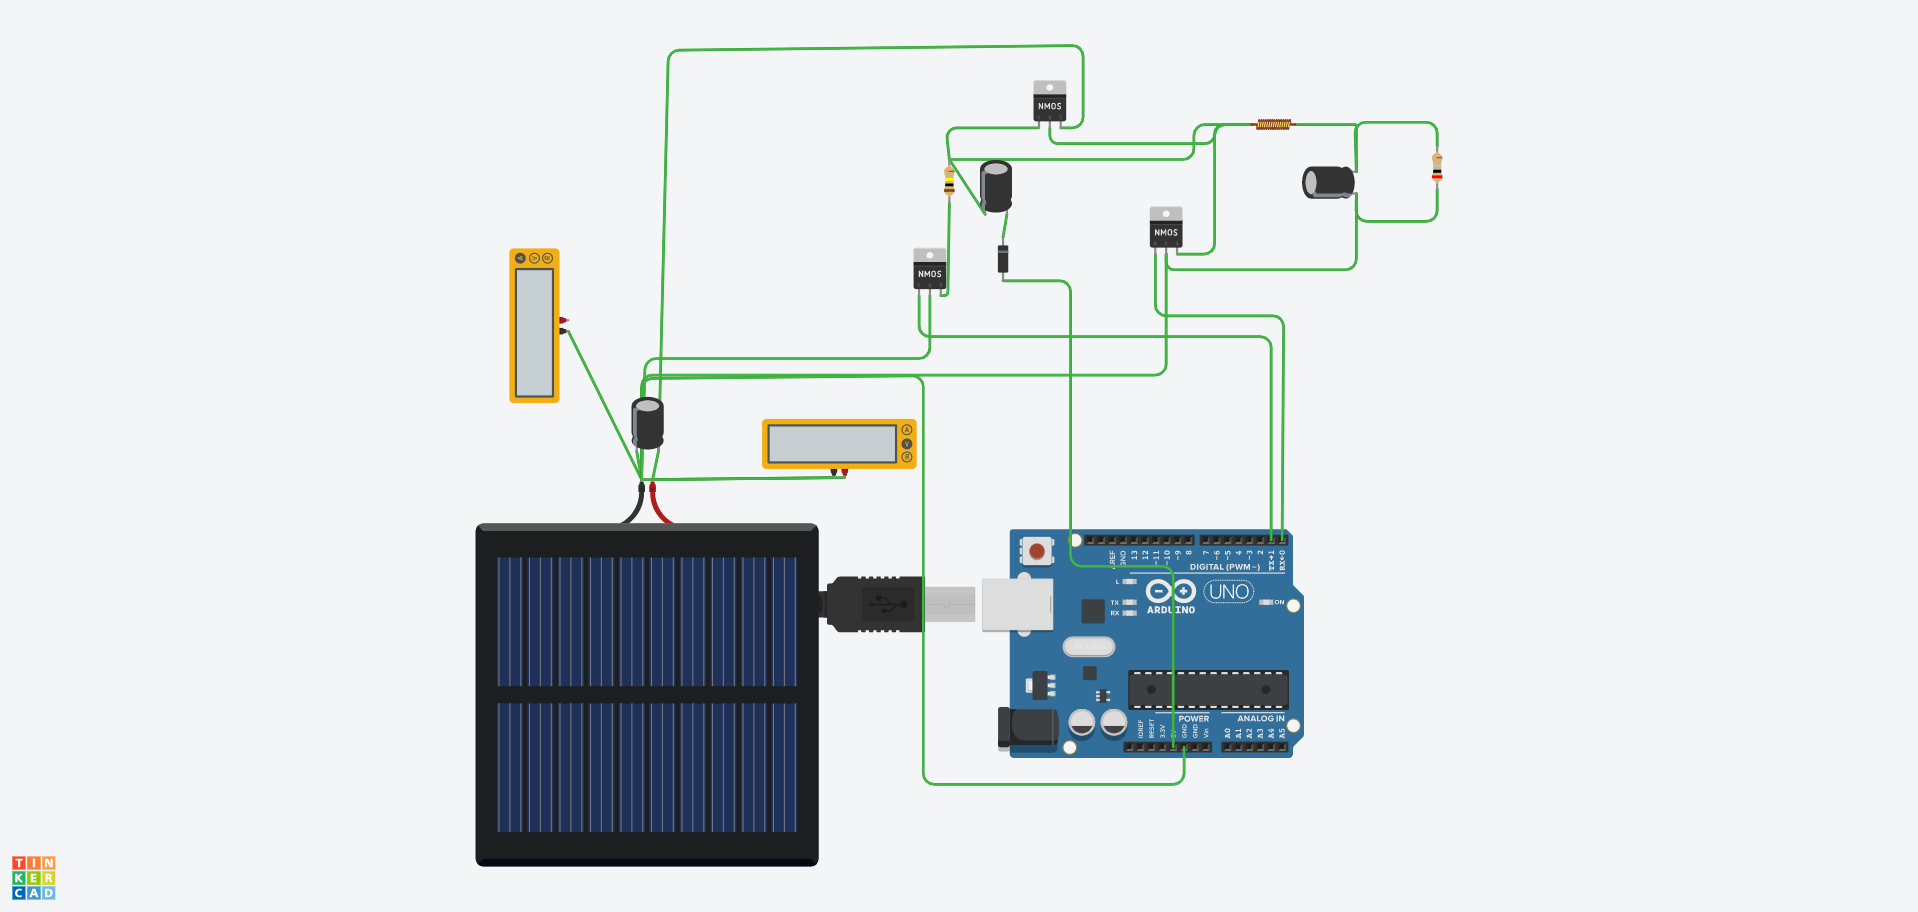 NMOS
NMOS
NMOS
A
V
R
A
V
R
AREF
GND
13
12
~11
~10
~9
8
7
~6
~5
4
~3
2
TX→1
RX←0
DIGITAL (PWM~)
L
TX
RX
ARDUINO
UNO
ON
POWER
ANALOG IN
IOREF
RESET
3.3V
GND
GND
Vin
A0
A1
A2
A3
A4
A5
TIN
KER
CAD